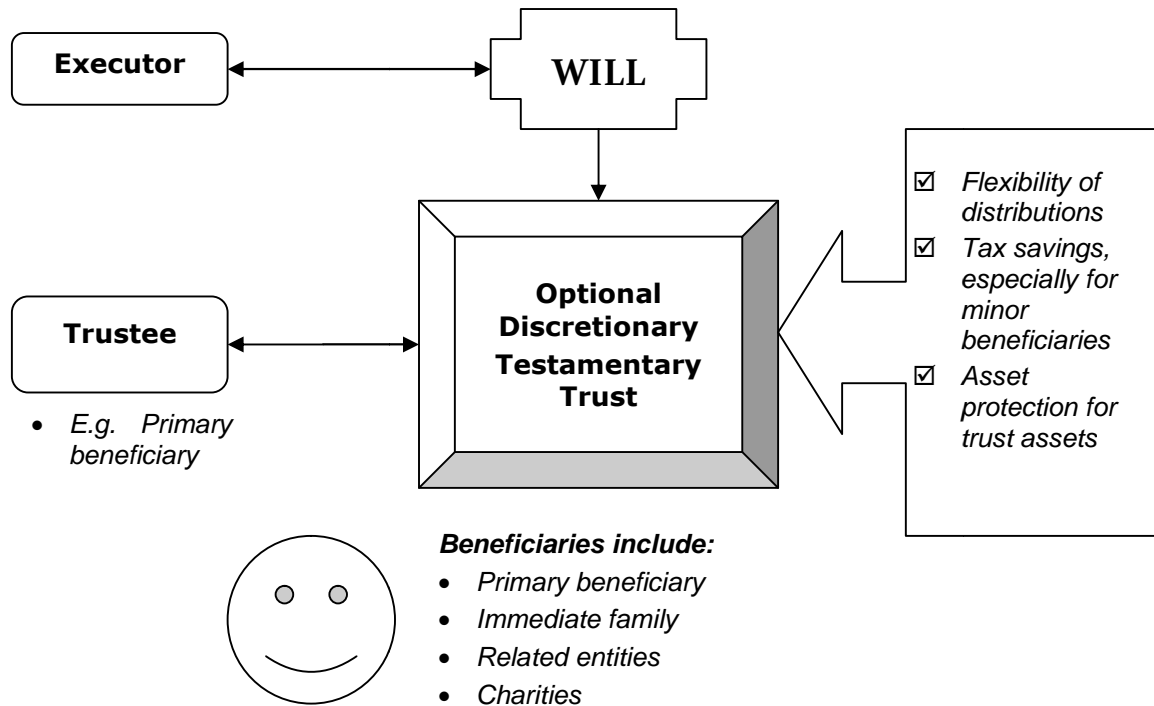 Executor
WILL
☑ Flexibility of
distributions
☑ Tax savings,
especially for
minor
beneficiaries
☑ Asset
protection for
trust assets
Optional
Discretionary
Testamentary
Trust
Trustee
• E.g. Primary
beneficiary
Beneficiaries include:
• Primary beneficiary
• Immediate family
• Related entities
• Charities